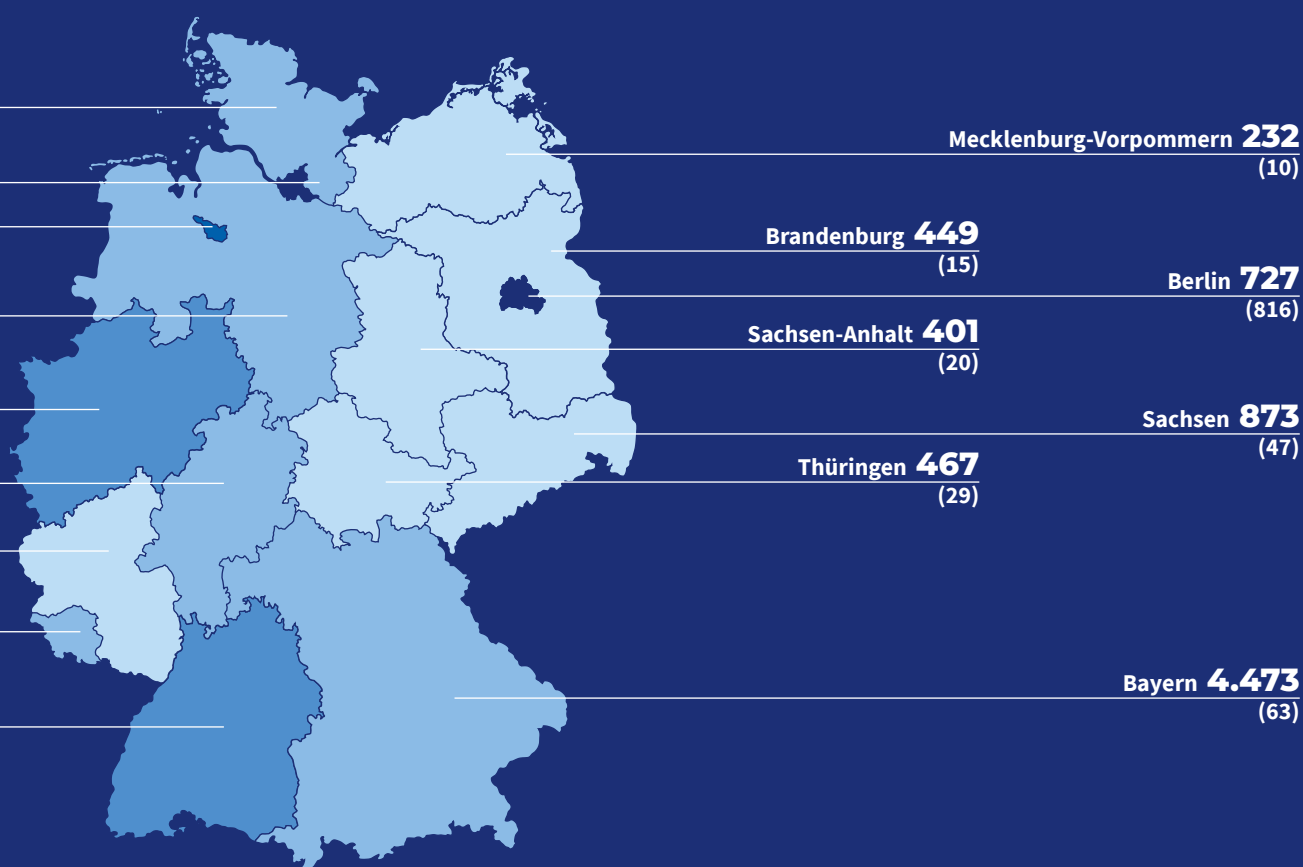 Mecklenburg-Vorpommern 232
(10)
Brandenburg 449
(15)
Berlin 727
(816)
Sachsen-Anhalt 401
(20)
Sachsen 873
(47)
Thüringen 467
(29)
Bayern 4.473
(63)